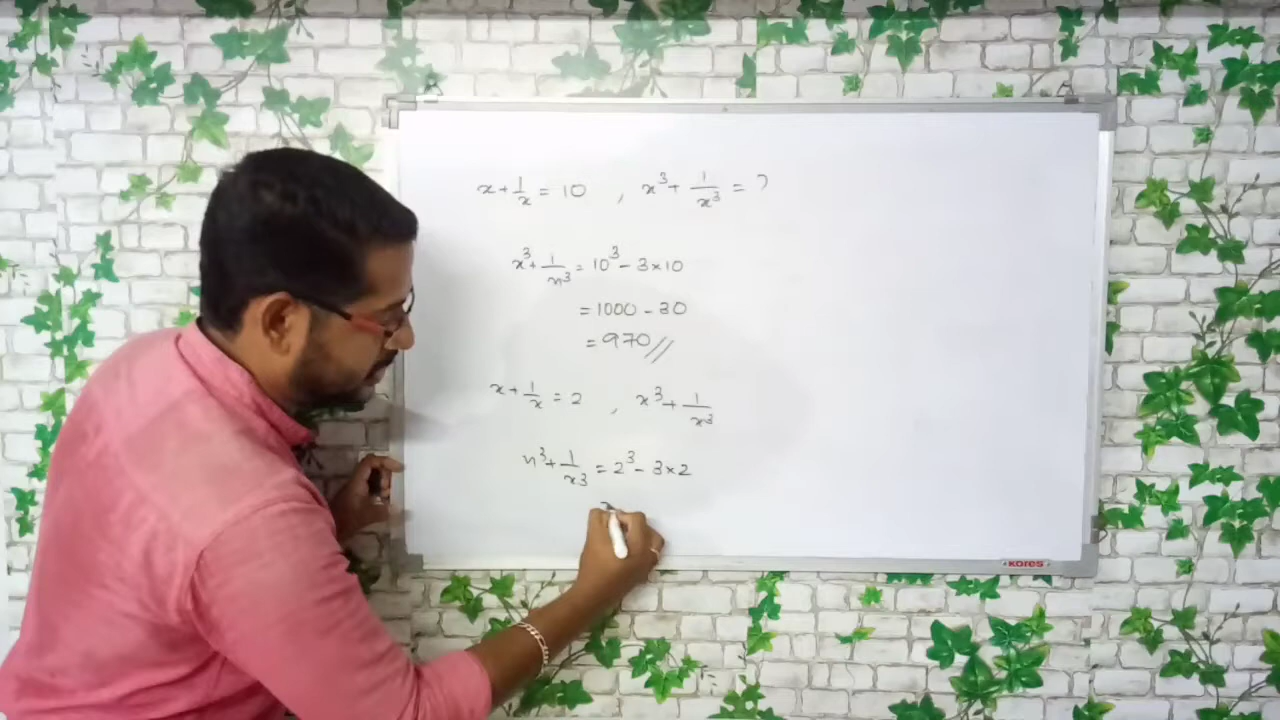 x + 1/x = 10 , x³ + 1/x³ = ?
x³ + 1/x³ = 10³ - 3×10
= 1000 - 30
= 970 //
x + 1/x = 2 , x³ + 1/x³
x³ + 1/x³ = 2³ - 3×2
KORES